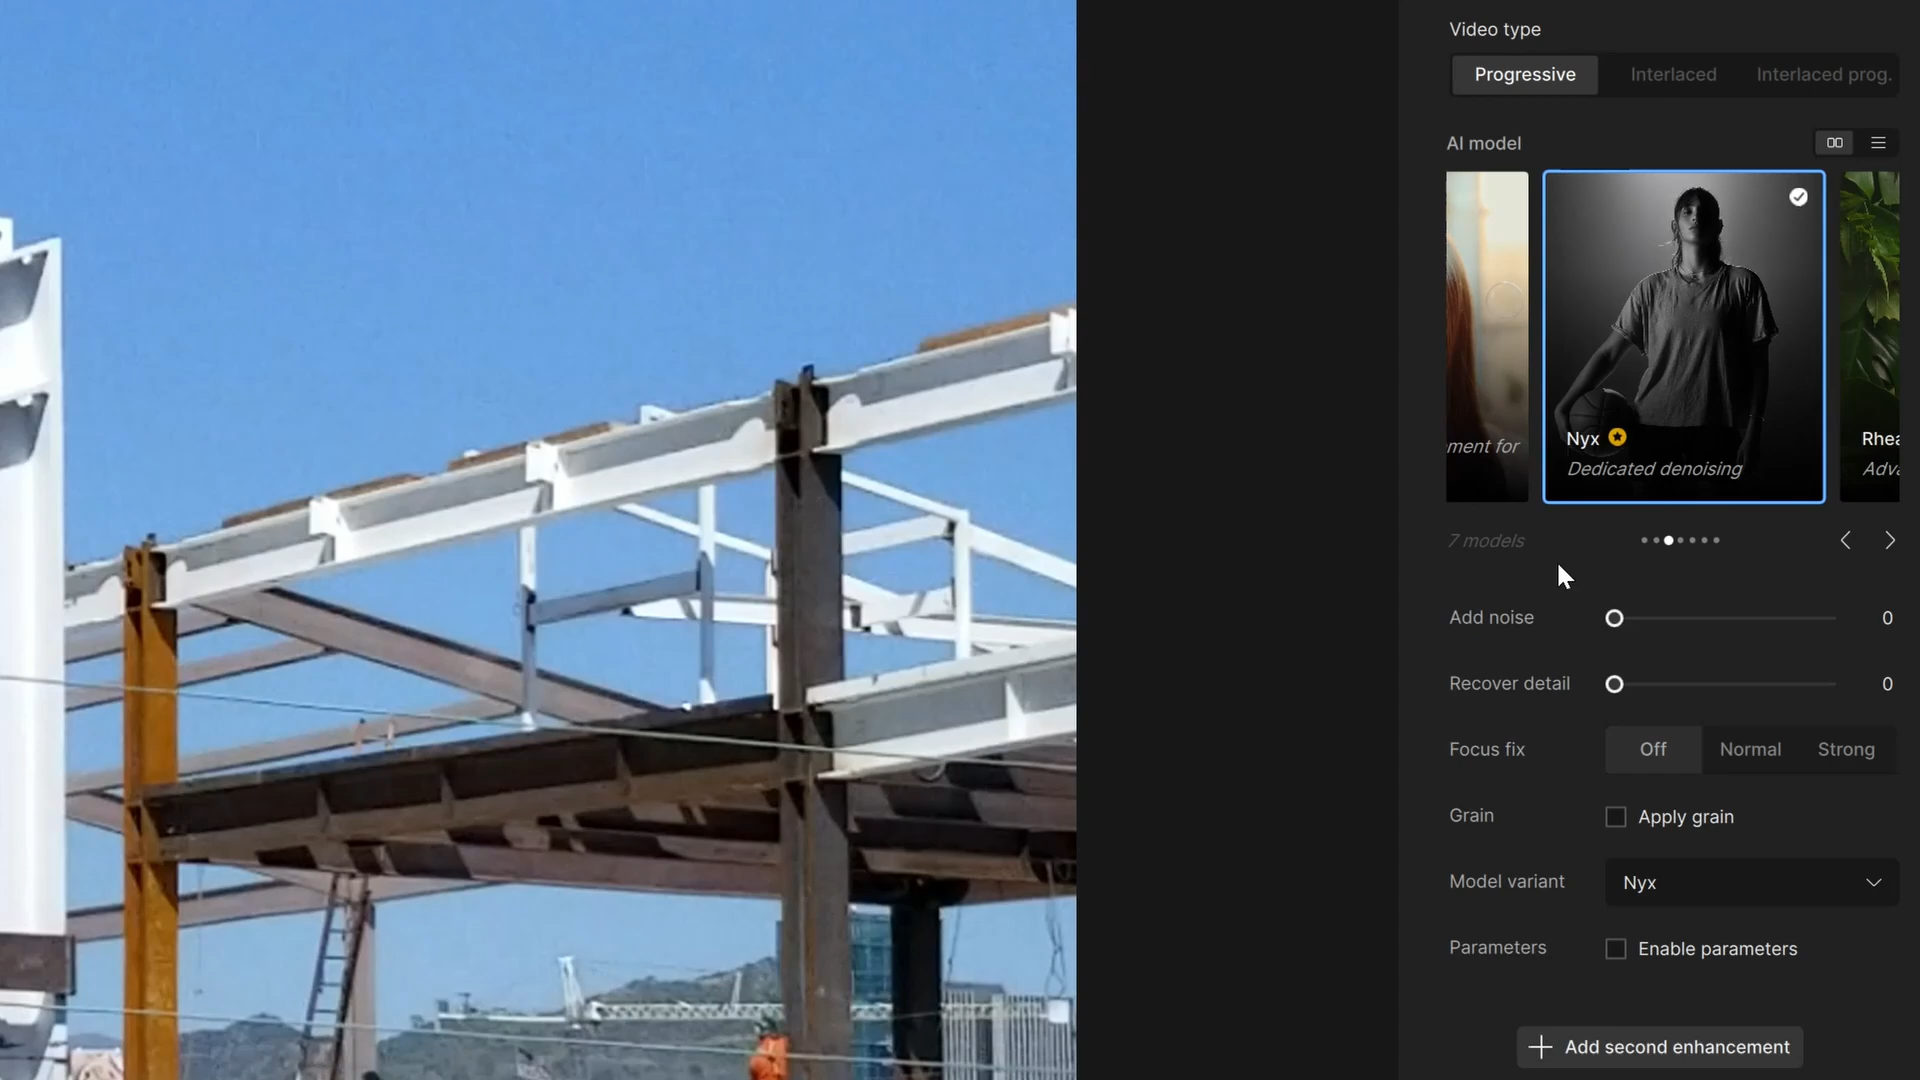 Video type
Progressive Interlaced Interlaced prog.
AI model
ment for
Nyx
Dedicated denoising
Rhea
Adva
7 models
Add noise 0
Recover detail 0
Focus fix Off Normal Strong
Grain Apply grain
Model variant Nyx
Parameters Enable parameters
Add second enhancement